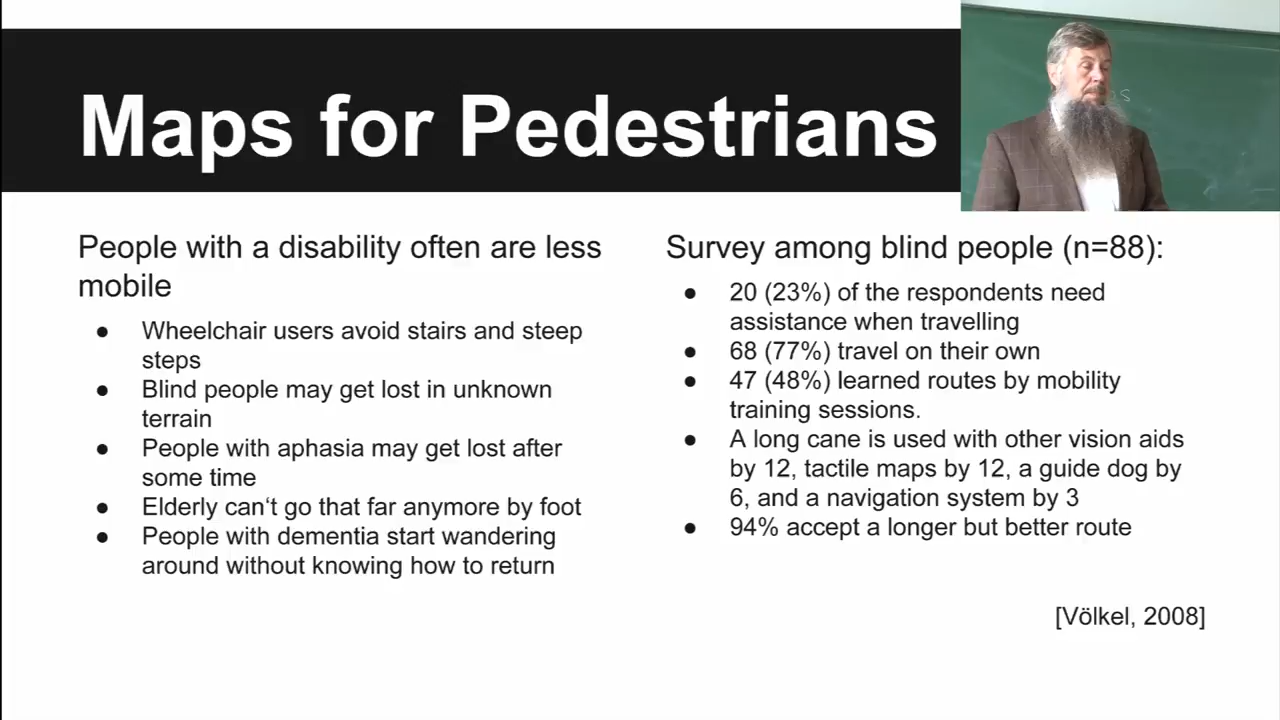 Maps for Pedestrians
People with a disability often are less
mobile
● Wheelchair users avoid stairs and steep
steps
● Blind people may get lost in unknown
terrain
● People with aphasia may get lost after
some time
● Elderly can‘t go that far anymore by foot
● People with dementia start wandering
around without knowing how to return
Survey among blind people (n=88):
● 20 (23%) of the respondents need
assistance when travelling
● 68 (77%) travel on their own
● 47 (48%) learned routes by mobility
training sessions.
● A long cane is used with other vision aids
by 12, tactile maps by 12, a guide dog by
6, and a navigation system by 3
● 94% accept a longer but better route
[Völkel, 2008]